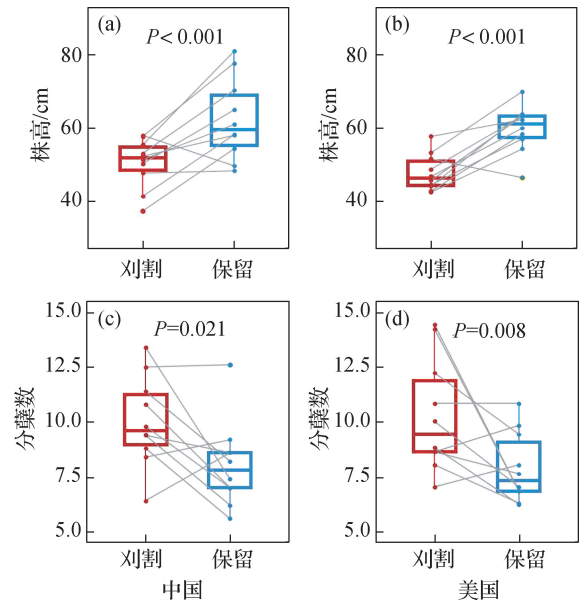 (a)
P< 0.001
株高/cm
80
60
40
刈割
保留
(b)
P< 0.001
株高/cm
80
60
40
刈割
保留
(c)
P=0.021
分蘖数
15.0
12.5
10.0
7.5
5.0
刈割
保留
中国
(d)
P=0.008
分蘖数
15.0
12.5
10.0
7.5
5.0
刈割
保留
美国